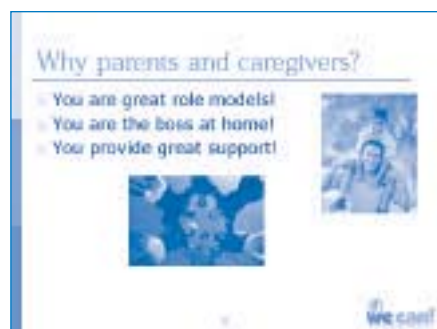 Why parents and caregivers?
You are great role models!
You are the boss at home!
You provide great support!
we can!